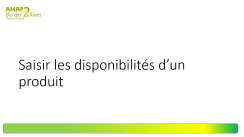 AMAP
Bio des 2 Rives
Saisir les disponibilités d’un
produit